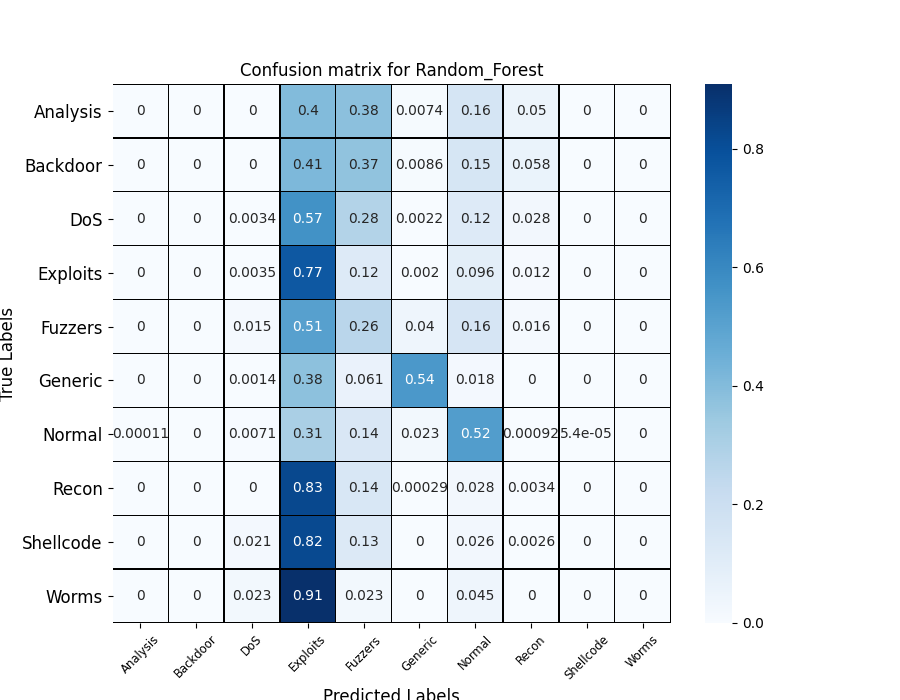 Confusion matrix for Random_Forest
Analysis 0 0 0 0.4 0.38 0.0074 0.16 0.05 0 0
Backdoor 0 0 0 0.41 0.37 0.0086 0.15 0.058 0 0
DoS 0 0 0.0034 0.57 0.28 0.0022 0.12 0.028 0 0
Exploits 0 0 0.0035 0.77 0.12 0.002 0.096 0.012 0 0
Fuzzers 0 0 0.015 0.51 0.26 0.04 0.16 0.016 0 0
Generic 0 0 0.0014 0.38 0.061 0.54 0.018 0 0 0
Normal 0.00011 0 0.0071 0.31 0.14 0.023 0.52 0.00092 5.4e-05 0
Recon 0 0 0 0.83 0.14 0.00029 0.028 0.0034 0 0
Shellcode 0 0 0.021 0.82 0.13 0 0.026 0.0026 0 0
Worms 0 0 0.023 0.91 0.023 0 0.045 0 0 0
Analysis Backdoor DoS Exploits Fuzzers Generic Normal Recon Shellcode Worms
Predicted Labels
True Labels
0.8
0.6
0.4
0.2
0.0